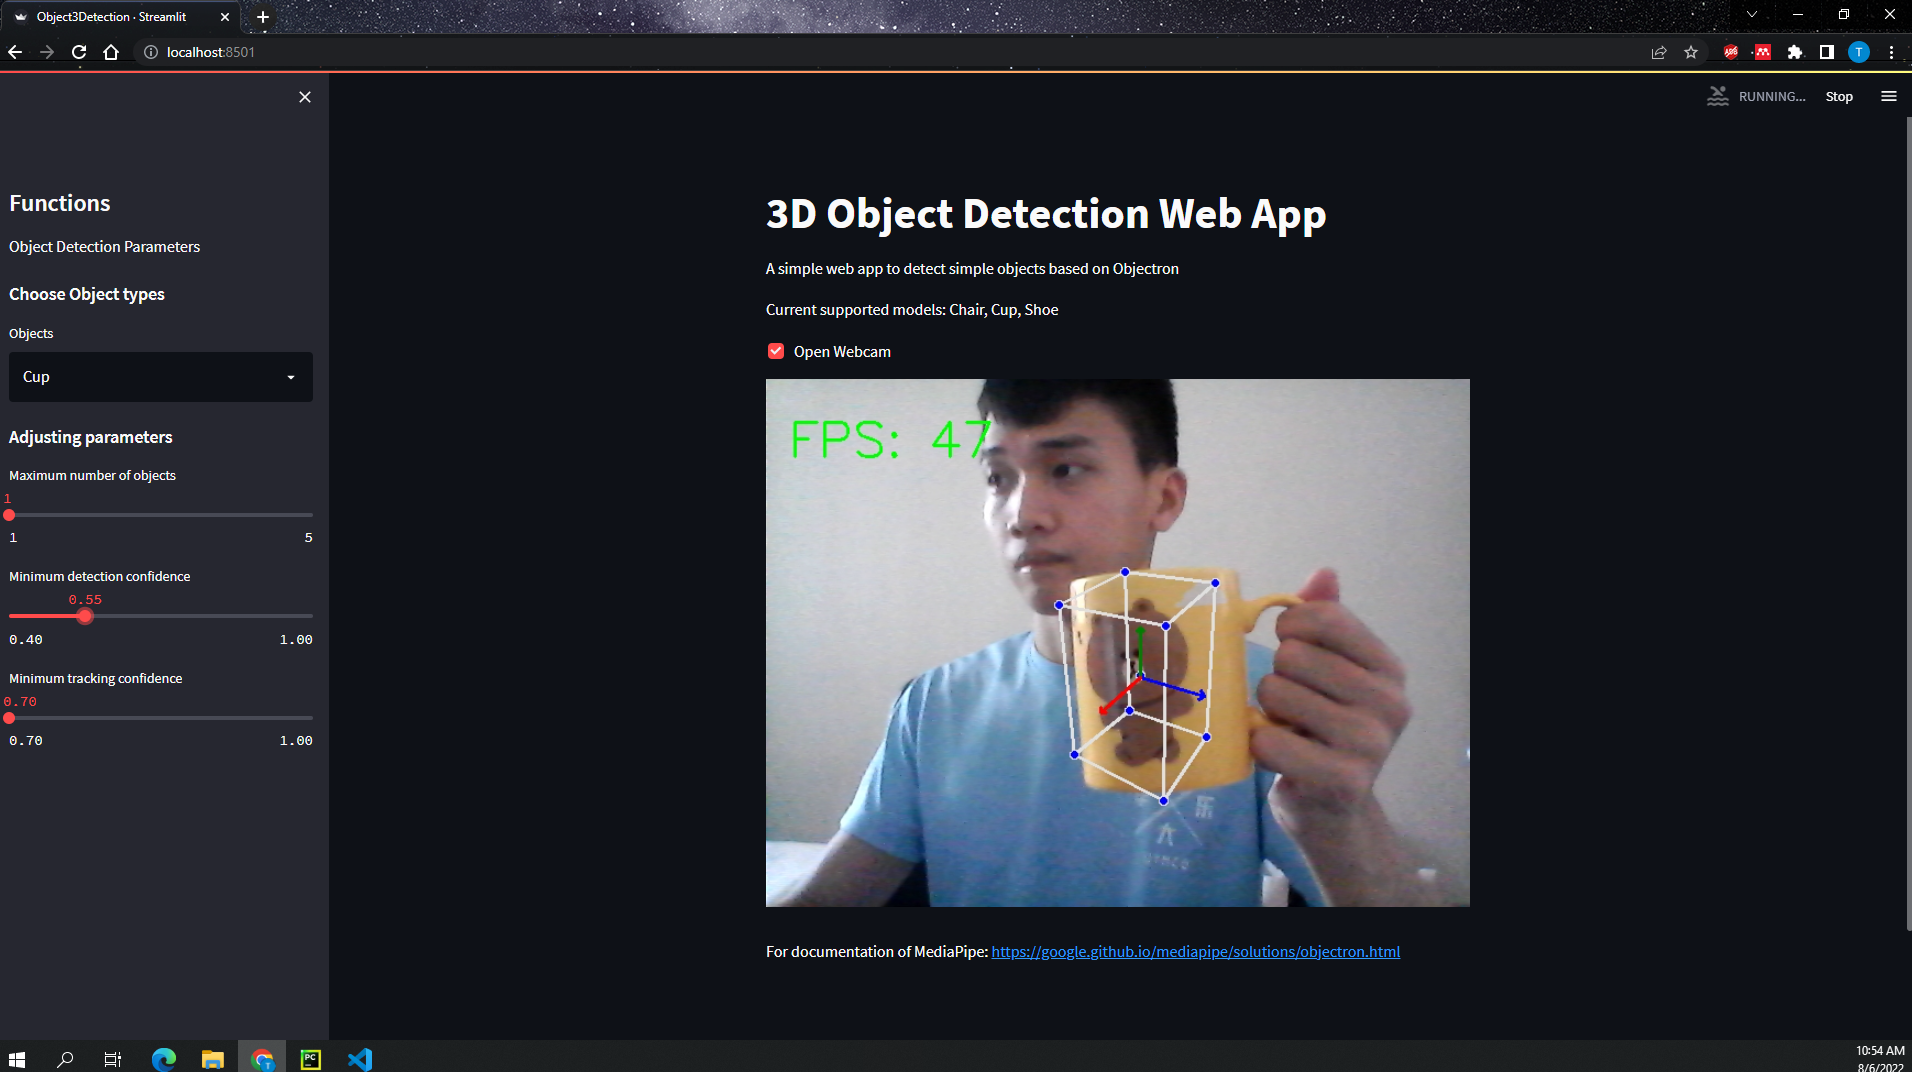 Object3Detection · Streamlit
localhost:8501
ABP
T
RUNNING...
Stop
Functions
Object Detection Parameters
Choose Object types
Objects
Cup
Adjusting parameters
Maximum number of objects
1
1 5
Minimum detection confidence
0.55
0.40 1.00
Minimum tracking confidence
0.70
0.70 1.00
3D Object Detection Web App
A simple web app to detect simple objects based on Objectron
Current supported models: Chair, Cup, Shoe
Open Webcam
FPS: 47
For documentation of MediaPipe: https://google.github.io/mediapipe/solutions/objectron.html
T
PC
10:54 AM
8/6/2022